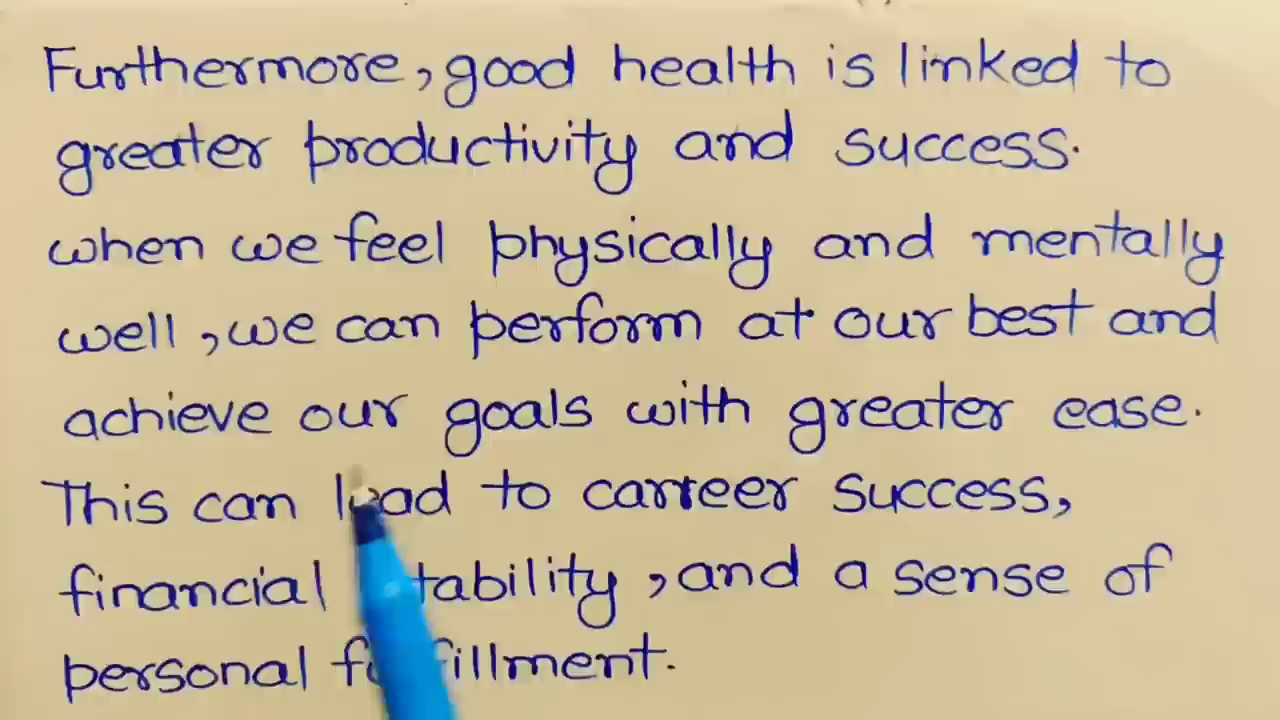 Furthermore, good health is linked to
greater productivity and success.
when we feel physically and mentally
well, we can perform at our best and
achieve our goals with greater ease.
This can lead to carreer success,
financial stability, and a sense of
personal fulfillment.